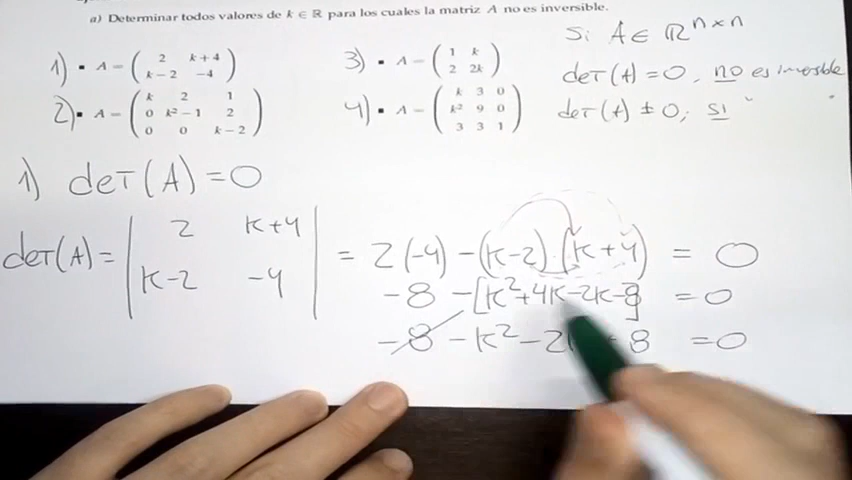 a) Determinar todos valores de k ∈ ℝ para los cuales la matriz A no es inversible.
Si A ∈ ℝ^{n×n}
det(A) = 0, no es inversible
det(A) ≠ 0; si "
1) ▪ A = ( 2 k+4
k−2 −4 )
3) ▪ A = ( 1 k
2 2k )
2) ▪ A = ( k 2 1
0 k²−1 2
0 0 k−2 )
4) ▪ A = ( k 3 0
k² 9 0
3 3 1 )
1) det(A) = 0
det(A) = | 2 k+4
k−2 −4 | = 2(−4) − (k−2)(k+4) = 0
−8 − [k²+4k−2k−8] = 0
−8 − k² − 2k + 8 = 0